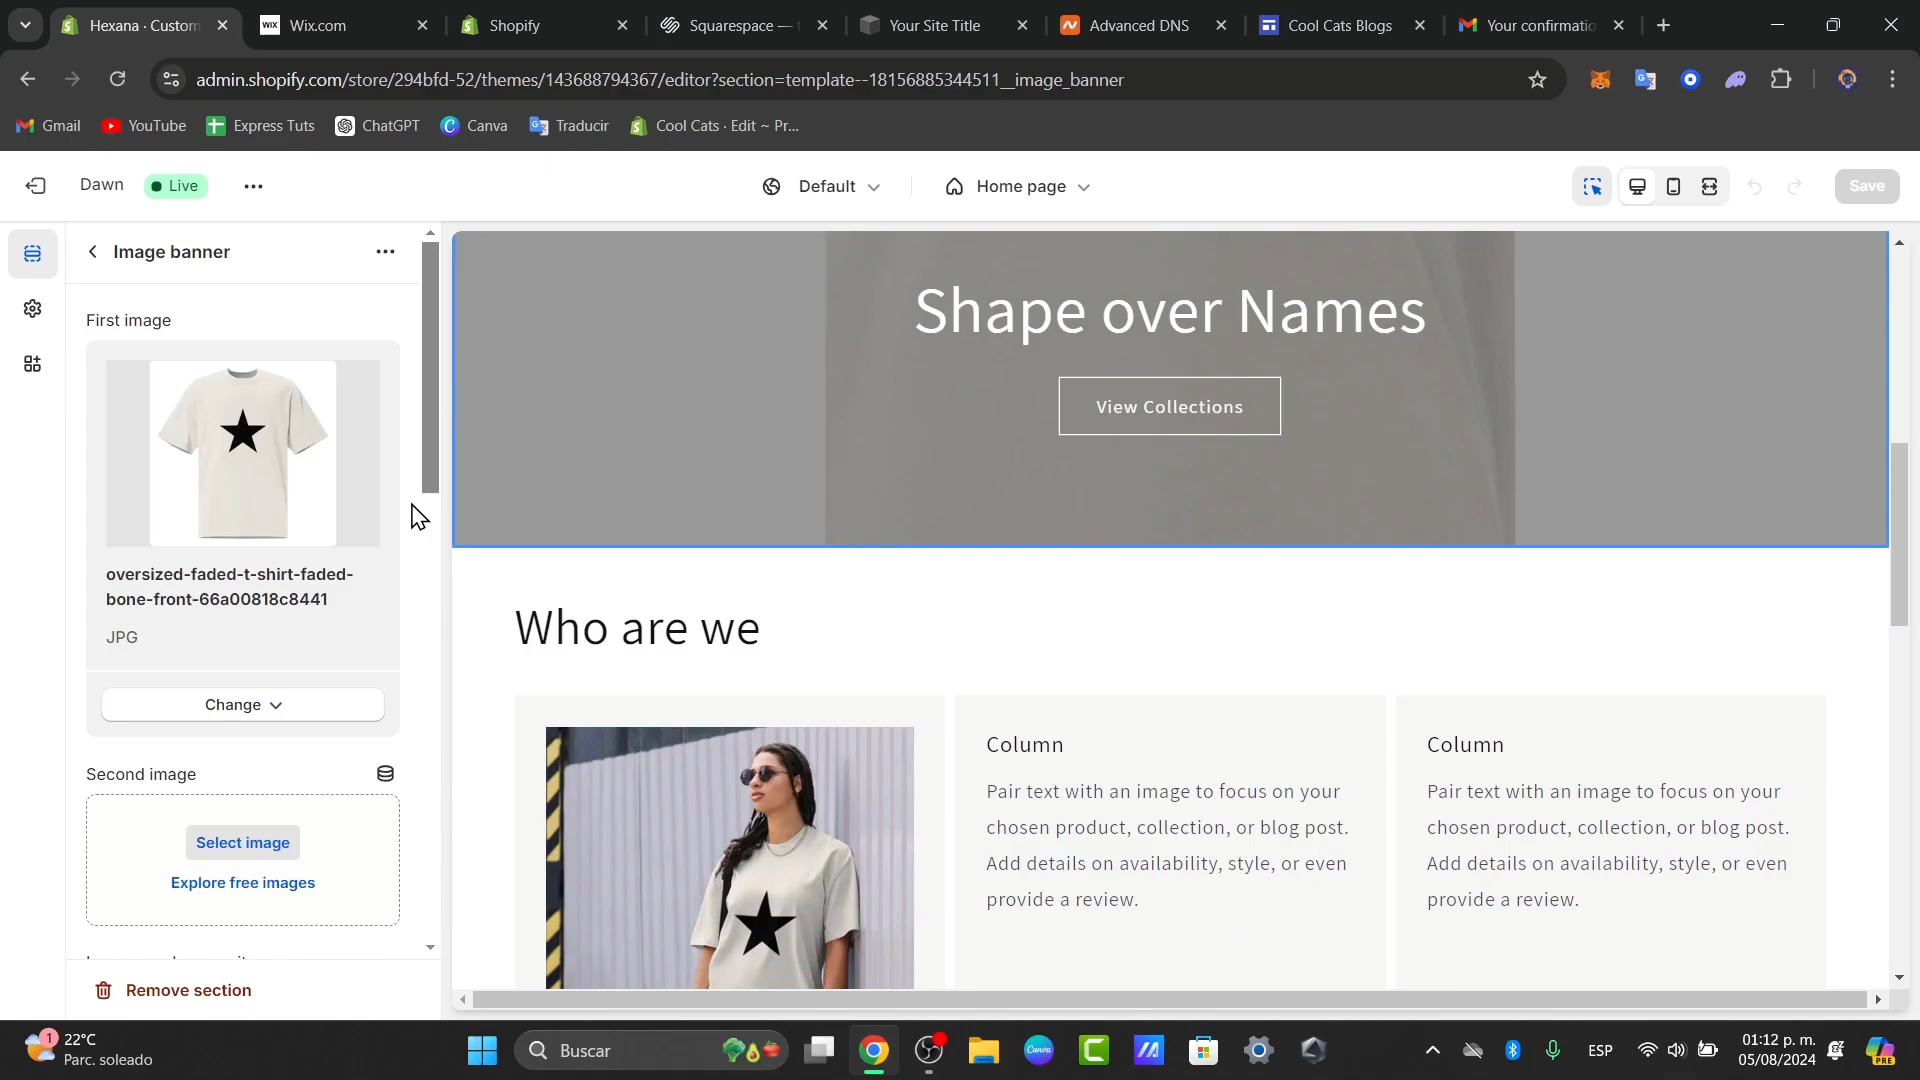 Hexana · Custom
Wix.com
Shopify
Squarespace —
Your Site Title
Advanced DNS
Cool Cats Blogs
Your confirmatio
admin.shopify.com/store/294bfd-52/themes/143688794367/editor?section=template--18156885344511__image_banner
Gmail
YouTube
Express Tuts
ChatGPT
Canva
Traducir
Cool Cats · Edit ~ Pr...
Dawn
Live
Default
Home page
Save
Image banner
First image
oversized-faded-t-shirt-faded-
bone-front-66a00818c8441
JPG
Change
Second image
Select image
Explore free images
Remove section
Shape over Names
View Collections
Who are we
Column
Pair text with an image to focus on your
chosen product, collection, or blog post.
Add details on availability, style, or even
provide a review.
Column
Pair text with an image to focus on your
chosen product, collection, or blog post.
Add details on availability, style, or even
provide a review.
1
22°C
Parc. soleado
Buscar
Canva
ESP
01:12 p. m.
05/08/2024
PRE